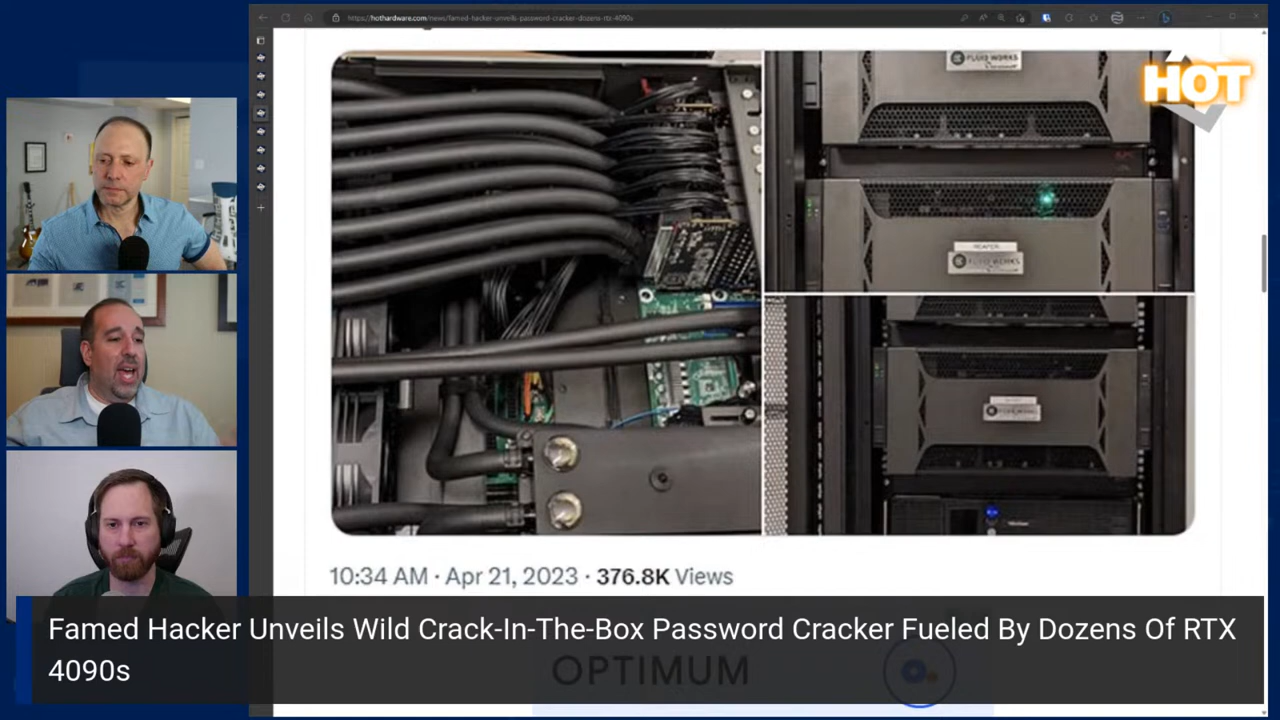 https://hothardware.com/news/famed-hacker-unveils-password-cracker-dozens-rtx-4090s
HOT
FLUID WORKS
REAPER
FLUID WORKS
10:34 AM · Apr 21, 2023 · 376.8K Views
Famed Hacker Unveils Wild Crack-In-The-Box Password Cracker Fueled By Dozens Of RTX
4090s
OPTIMUM